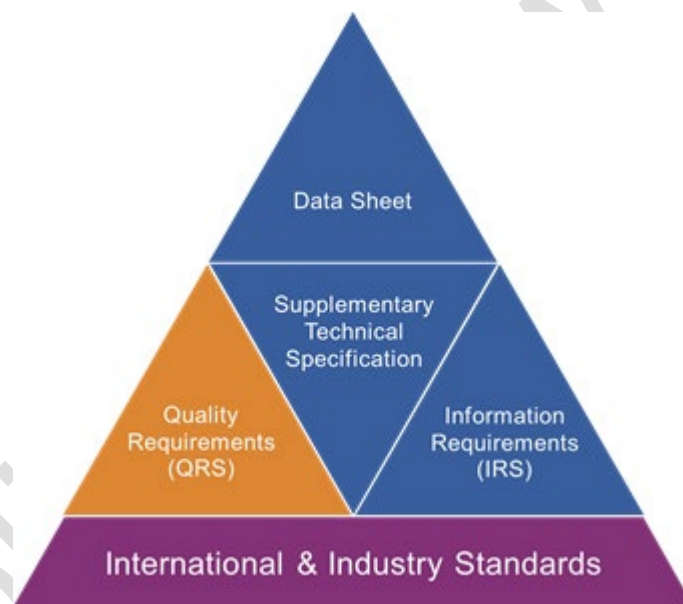 Data Sheet
Supplementary
Technical
Specification
Quality
Requirements
(QRS)
Information
Requirements
(IRS)
International & Industry Standards